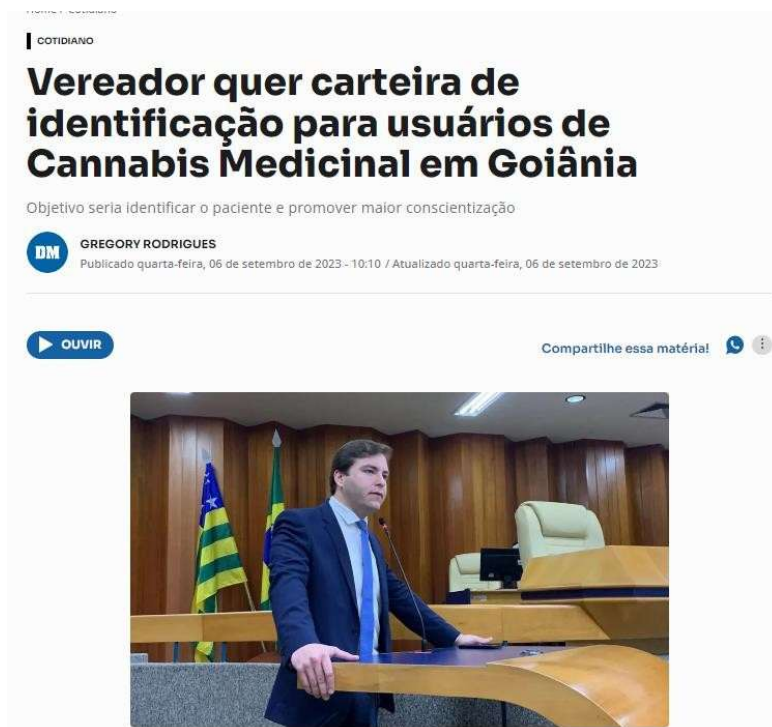 COTIDIANO
Vereador quer carteira de
identificação para usuários de
Cannabis Medicinal em Goiânia
Objetivo seria identificar o paciente e promover maior conscientização
DM
GREGORY RODRIGUES
Publicado quarta-feira, 06 de setembro de 2023 - 10:10 / Atualizado quarta-feira, 06 de setembro de 2023
OUVIR
Compartilhe essa matéria!